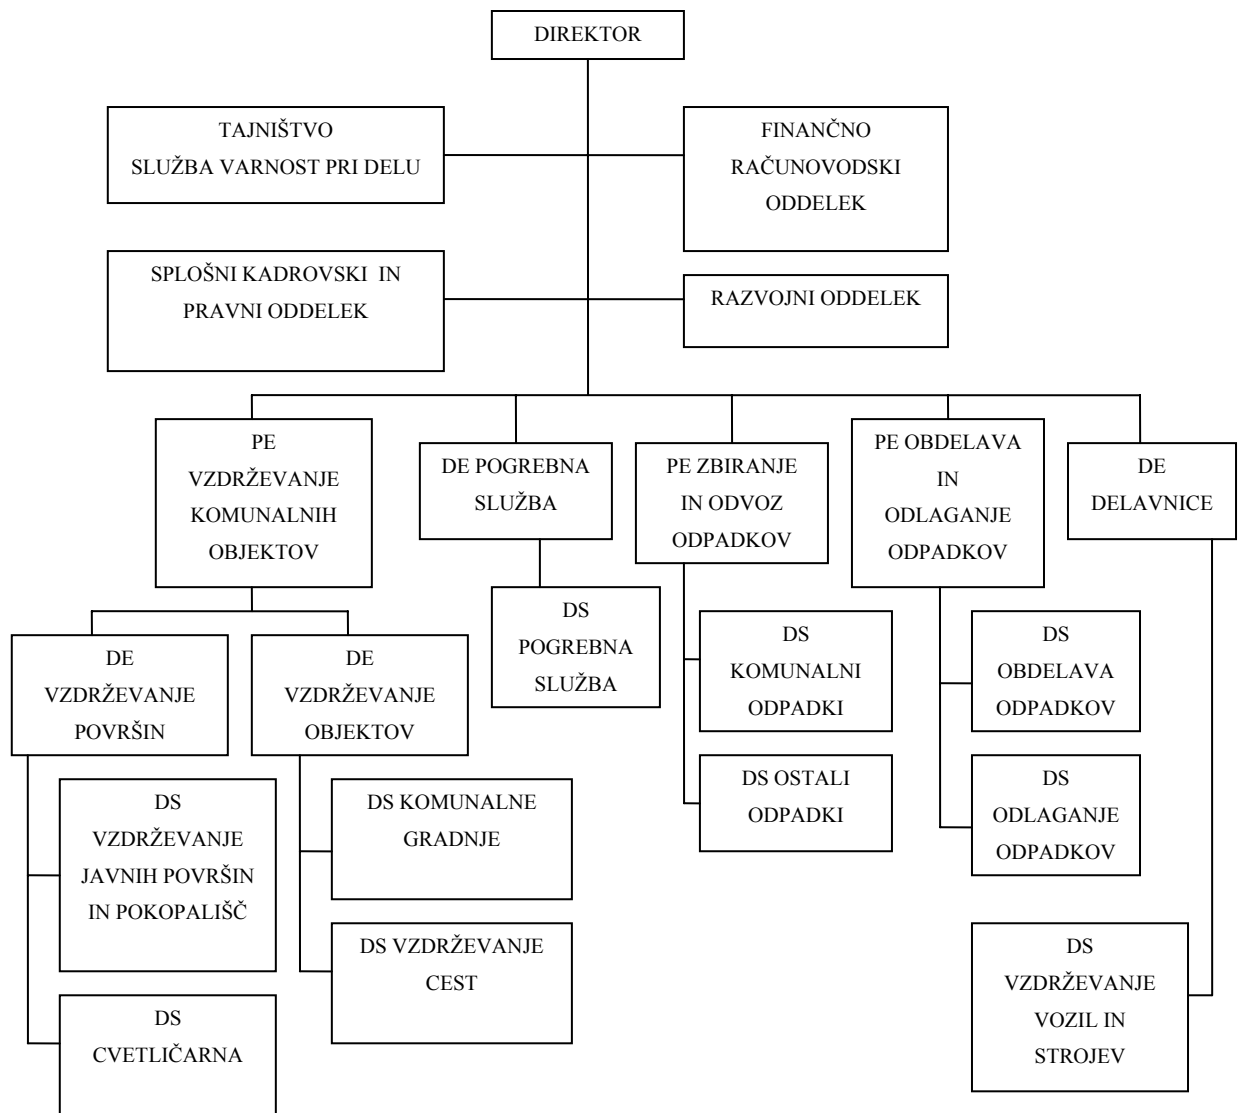 DIREKTOR
TAJNIŠTVO
SLUŽBA VARNOST PRI DELU
FINANČNO
RAČUNOVODSKI
ODDELEK
SPLOŠNI KADROVSKI IN
PRAVNI ODDELEK
RAZVOJNI ODDELEK
PE
VZDRŽEVANJE
KOMUNALNIH
OBJEKTOV
DE POGREBNA
SLUŽBA
PE ZBIRANJE
IN ODVOZ
ODPADKOV
PE OBDELAVA
IN
ODLAGANJE
ODPADKOV
DE
DELAVNICE
DE
VZDRŽEVANJE
POVRŠIN
DE
VZDRŽEVANJE
OBJEKTOV
DS
POGREBNA
SLUŽBA
DS
KOMUNALNI
ODPADKI
DS
OBDELAVA
ODPADKOV
DS
VZDRŽEVANJE
JAVNIH POVRŠIN
IN POKOPALIŠČ
DS KOMUNALNE
GRADNJE
DS OSTALI
ODPADKI
DS
ODLAGANJE
ODPADKOV
DS VZDRŽEVANJE
CEST
DS
VZDRŽEVANJE
VOZIL IN
STROJEV
DS
CVETLIČARNA